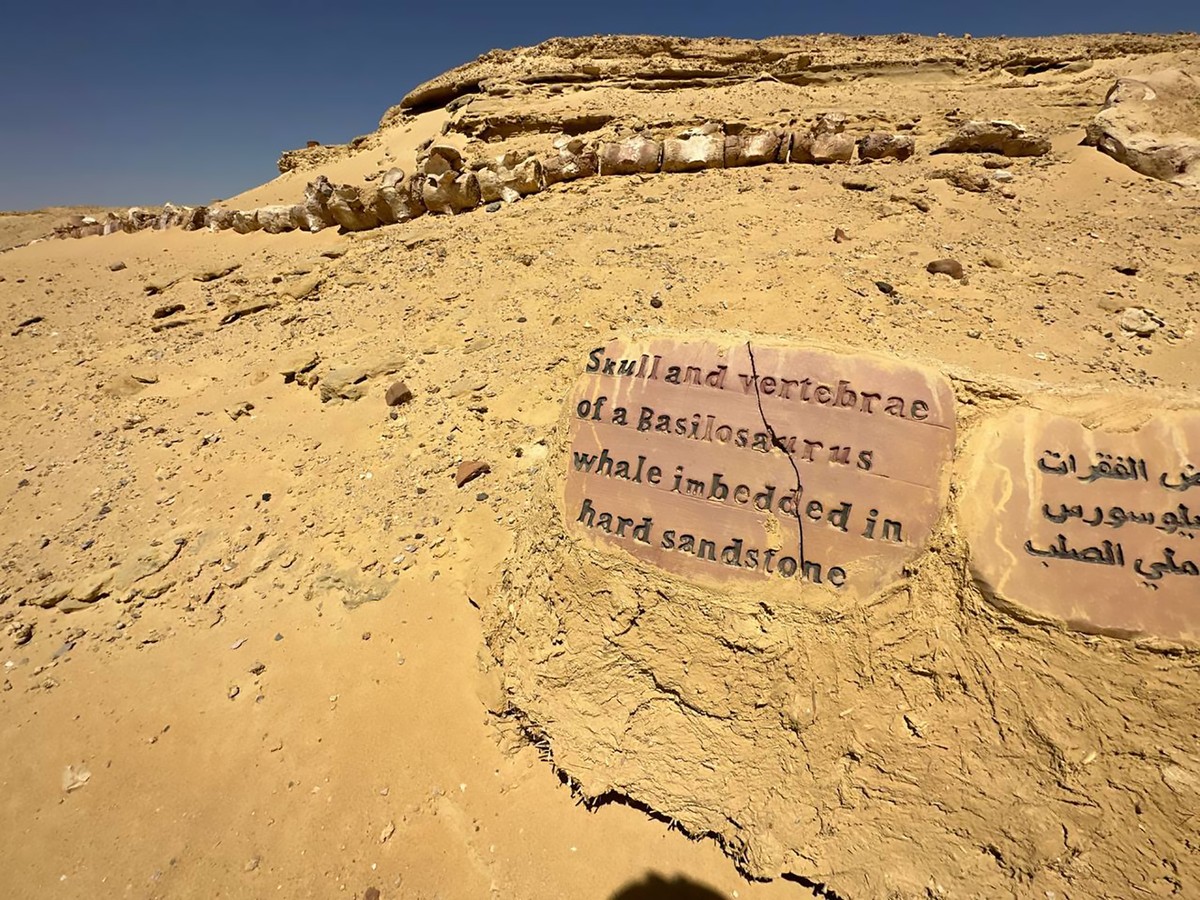 Skull and vertebrae
of a Basilosaurus
whale imbedded in
hard sandstone
الفقرات
الصلب